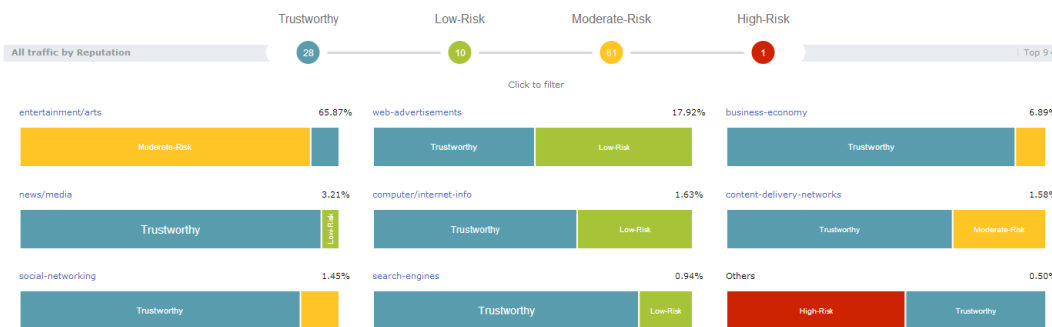 Trustworthy Low-Risk Moderate-Risk High-Risk
All traffic by Reputation 28 10 61 1 Top 9
Click to filter
entertainment/arts 65.87% web-advertisements 17.92% business-economy 6.89%
Moderate-Risk Trustworthy Low-Risk Trustworthy
news/media 3.21% computer/internet-info 1.63% content-delivery-networks 1.58%
Trustworthy Low-Risk Trustworthy Low-Risk Trustworthy Moderate-Risk
social-networking 1.45% search-engines 0.94% Others 0.50%
Trustworthy Trustworthy Low-Risk High-Risk Trustworthy